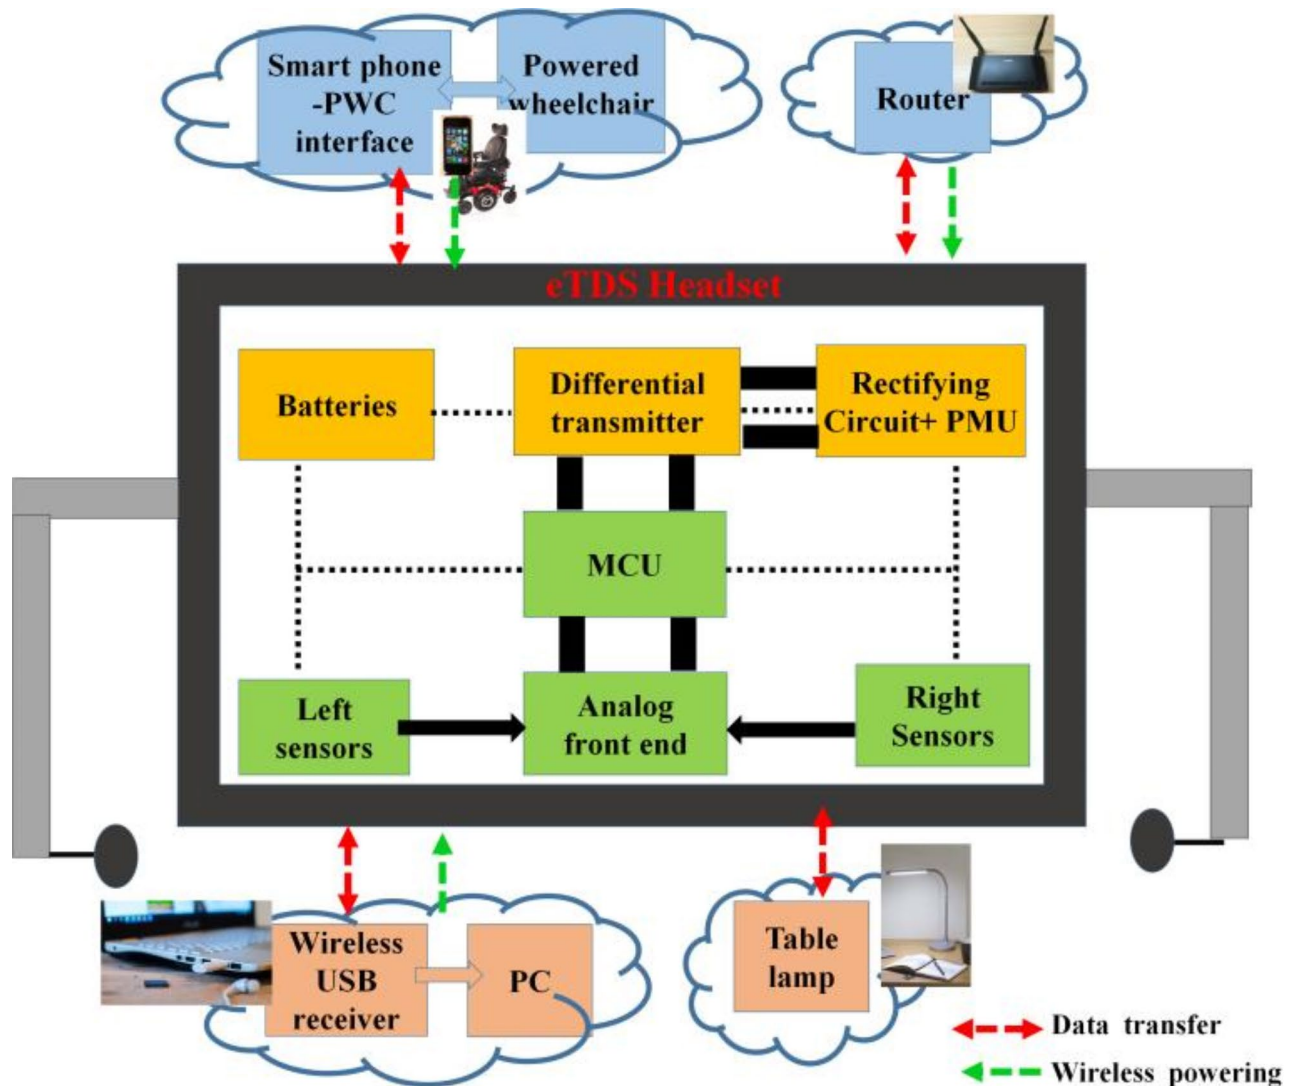 Smart phone
-PWC
interface
Powered
wheelchair
Router
eTDS Headset
Batteries
Differential
transmitter
Rectifying
Circuit+ PMU
MCU
Left
sensors
Analog
front end
Right
Sensors
Wireless
USB
receiver
PC
Table
lamp
Data transfer
Wireless powering